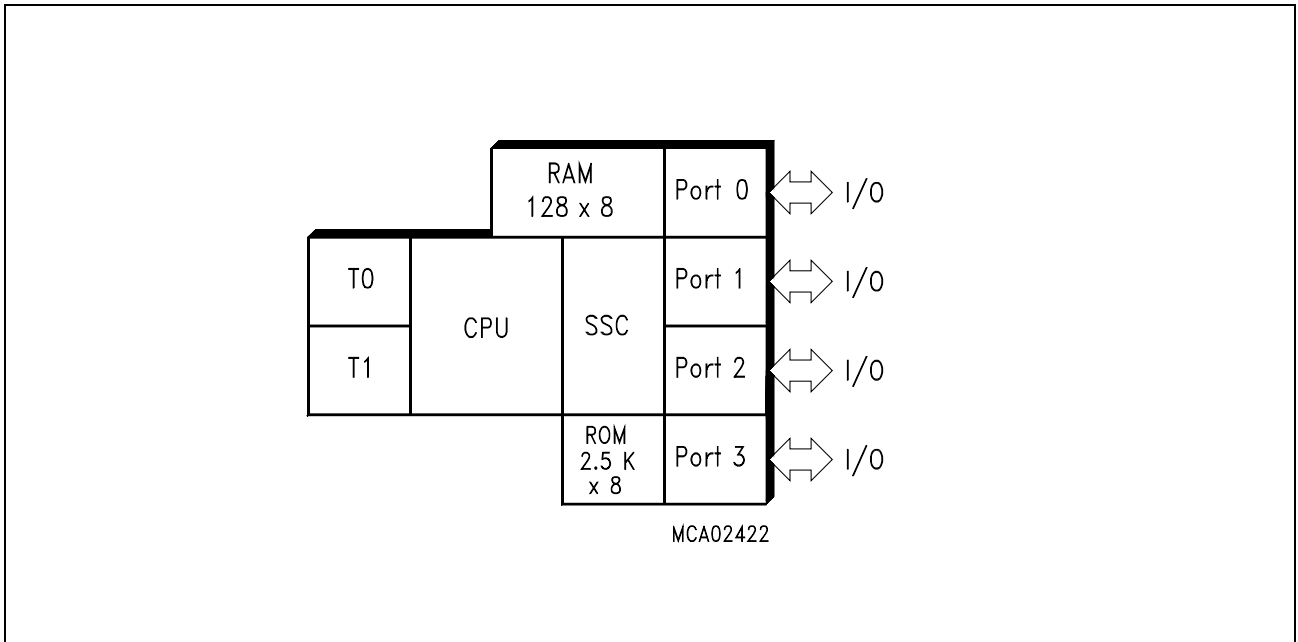 RAM
128 x 8
Port 0
I/O
T0
CPU
SSC
Port 1
I/O
T1
Port 2
I/O
ROM
2.5 K
x 8
Port 3
I/O
MCA02422